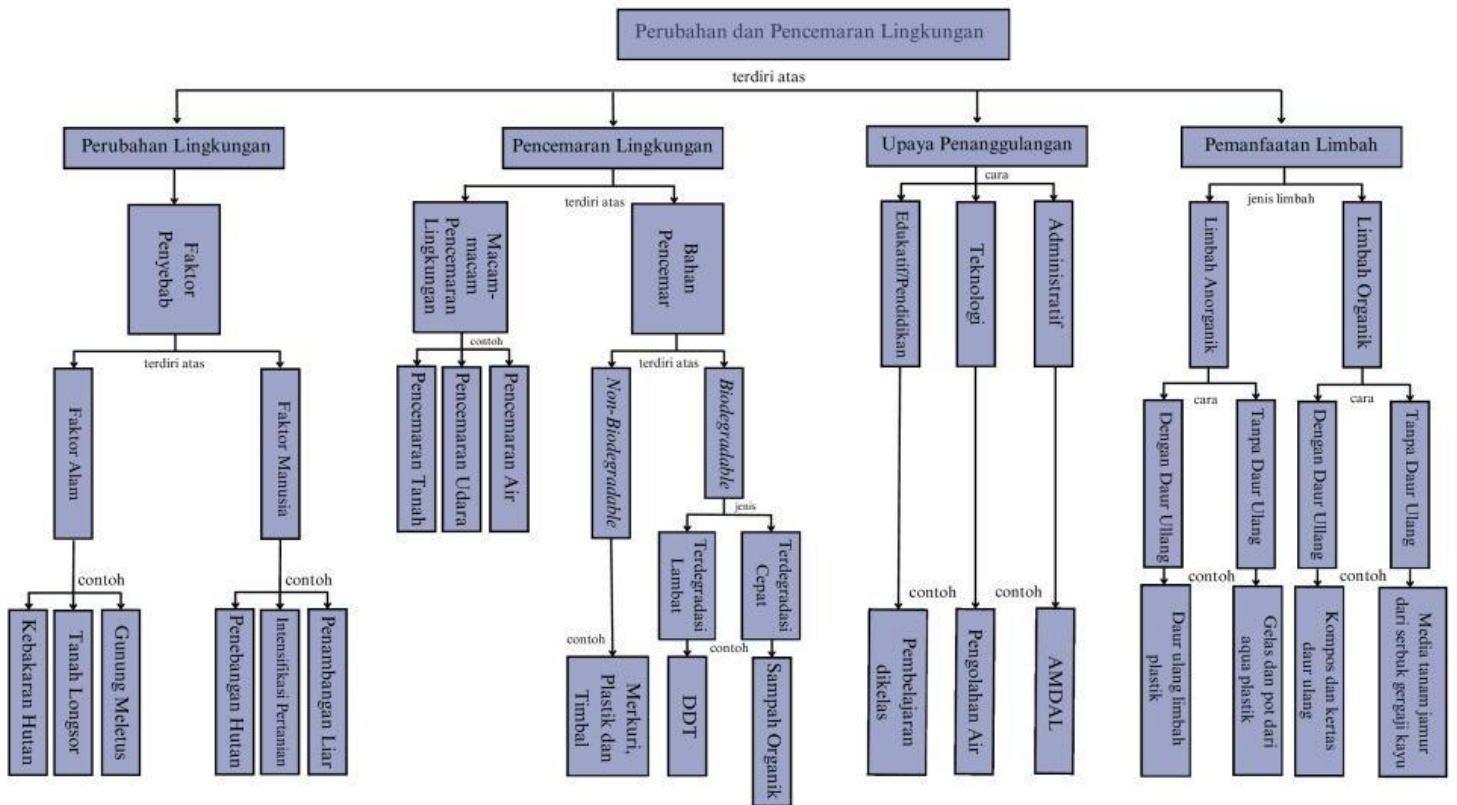 Perubahan dan Pencemaran Lingkungan
terdiri atas
Perubahan Lingkungan
Pencemaran Lingkungan
Upaya Penanggulangan
Pemanfaatan Limbah
Faktor
Penyebab
terdiri atas
Faktor Alam
Faktor Manusia
contoh
contoh
Kebakaran Hutan
Tanah Longsor
Gunung Meletus
Penebangan Hutan
Intensifikasi Pertanian
Penambangan Liar
terdiri atas
Macam-
macam
Pencemaran
Lingkungan
Bahan
Pencemar
contoh
Pencemaran Tanah
Pencemaran Udara
Pencemaran Air
terdiri atas
Non-Biodegradable
Biodegradable
jenis
Terdegradasi
Lambat
Terdegradasi
Cepat
contoh
contoh
Merkuri,
Plastik dan
Timbal
DDT
Sampah Organik
cara
Edukatif/Pendidikan
Teknologi
Administratif
contoh
contoh
Pembelajaran
dikelas
Pengolahan Air
AMDAL
jenis limbah
Limbah Anorganik
Limbah Organik
cara
cara
Dengan Daur Ullang
Tanpa Daur Ulang
Dengan Daur Ullang
Tanpa Daur Ulang
contoh
contoh
Daur ulang limbah
plastik
Gelas dan pot dari
aqua plastik
Kompos dan kertas
daur ulang
Media tanam jamur
dari serbuk gergaji kayu